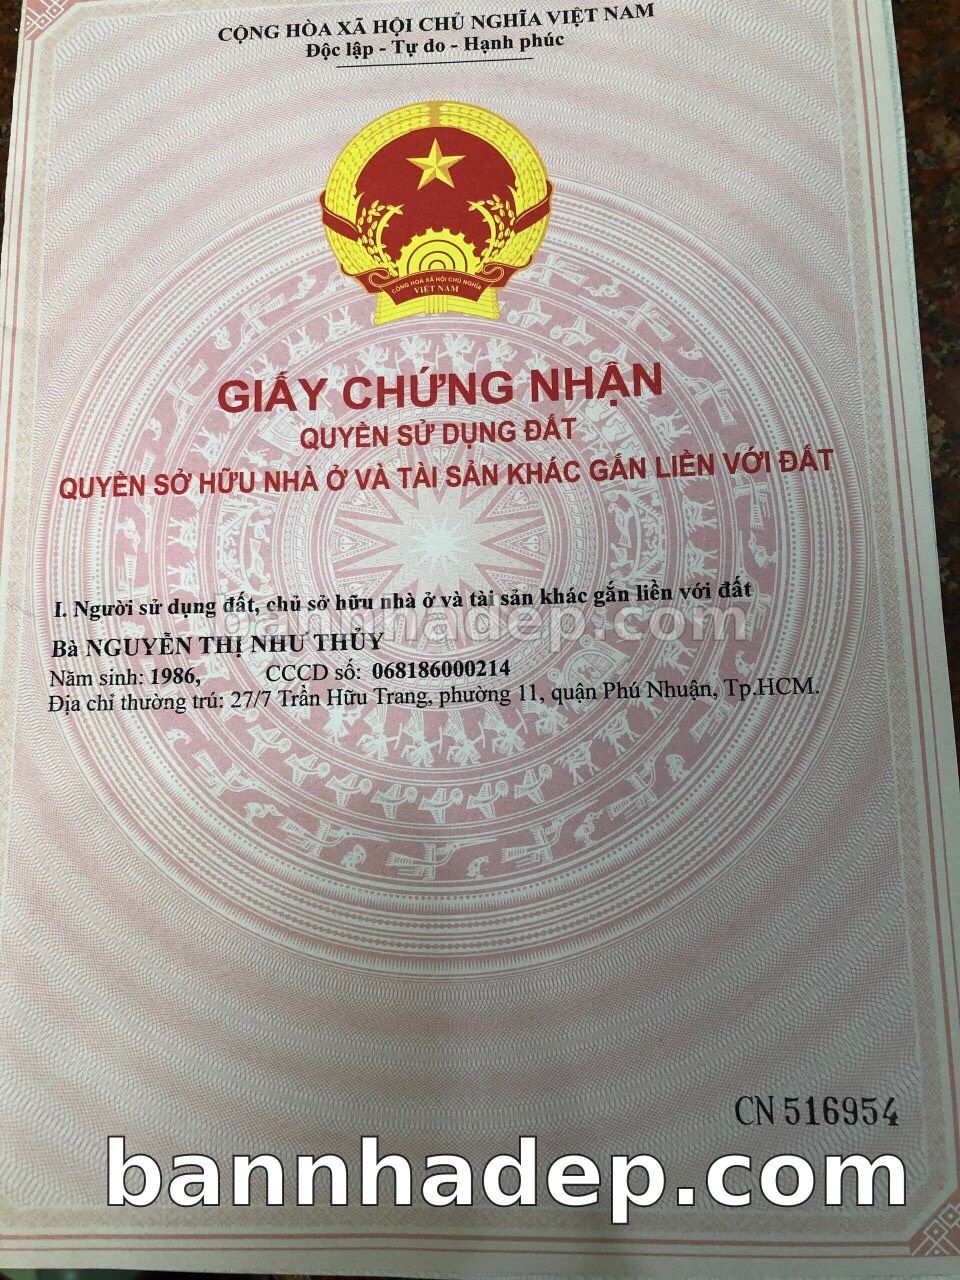 CỘNG HÒA XÃ HỘI CHỦ NGHĨA VIỆT NAM
Độc lập - Tự do - Hạnh phúc
CỘNG HOÀ XÃ HỘI CHỦ NGHĨA
VIỆT NAM
GIẤY CHỨNG NHẬN
QUYỀN SỬ DỤNG ĐẤT
QUYỀN SỞ HỮU NHÀ Ở VÀ TÀI SẢN KHÁC GẮN LIỀN VỚI ĐẤT
I. Người sử dụng đất, chủ sở hữu nhà ở và tài sản khác gắn liền với đất
bannhadep.com
Bà NGUYỄN THỊ NHƯ THỦY
Năm sinh: 1986, CCCD số: 068186000214
Địa chỉ thường trú: 27/7 Trần Hữu Trang, phường 11, quận Phú Nhuận, Tp.HCM.
CN 516954
bannhadep.com